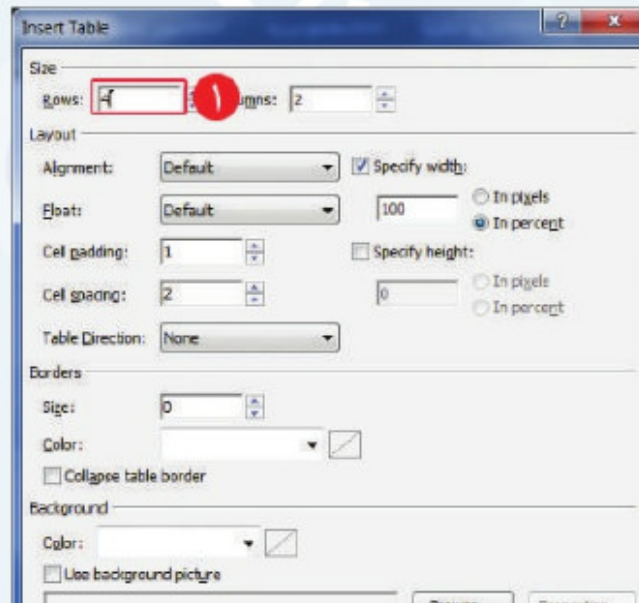 Insert Table
Size
Rows: 4 ١ umns: 2
Layout
Alignment: Default Specify width:
Float: Default 100 In pixels
In percent
Cell padding: 1 Specify height:
Cell spacing: 2 0 In pixels
In percent
Table Direction: None
Borders
Size: 0
Color:
Collapse table border
Background
Color:
Use background picture